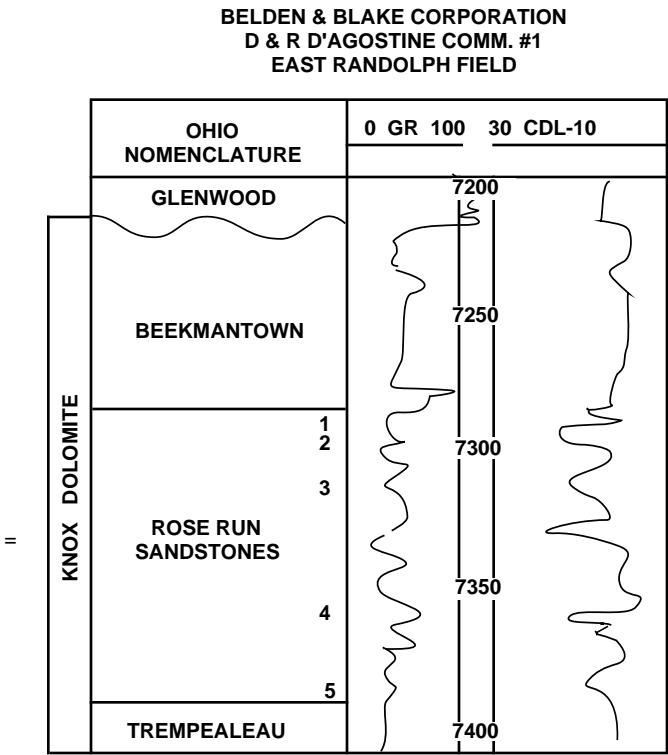 BELDEN & BLAKE CORPORATION
D & R D'AGOSTINE COMM. #1
EAST RANDOLPH FIELD
OHIO
NOMENCLATURE
0 GR 100 30 CDL-10
GLENWOOD
7200
BEEKMANTOWN
7250
KNOX DOLOMITE
1
2
7300
3
ROSE RUN
SANDSTONES
=
7350
4
5
TREMPEALEAU
7400